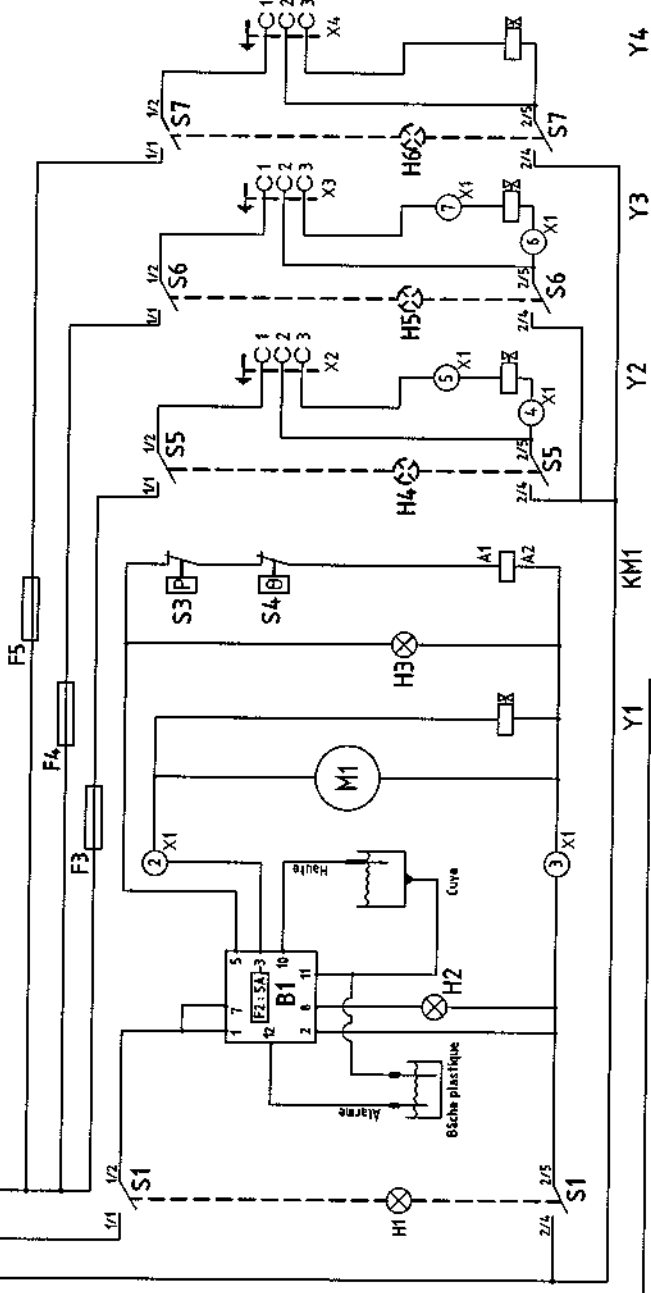 F5
F4
F3
1/1
1/2
S1
1/1
1/2
S5
1/1
1/2
S6
1/1
1/2
S7
1
2
3
X2
1
2
3
X3
1
2
3
X4
2
X1
1
7
5
F2 : 5A
3
12
B1
10
2
8
11
Haute
Cuve
Alarme
Bâche plastique
H1
H2
M1
H3
S3
P
S4
θ
A1
A2
H4
H5
H6
5
X1
4
X1
7
X1
6
X1
3
X1
2/4
2/5
S1
2/4
2/5
S5
2/4
2/5
S6
2/4
2/5
S7
Y1
KM1
Y2
Y3
Y4